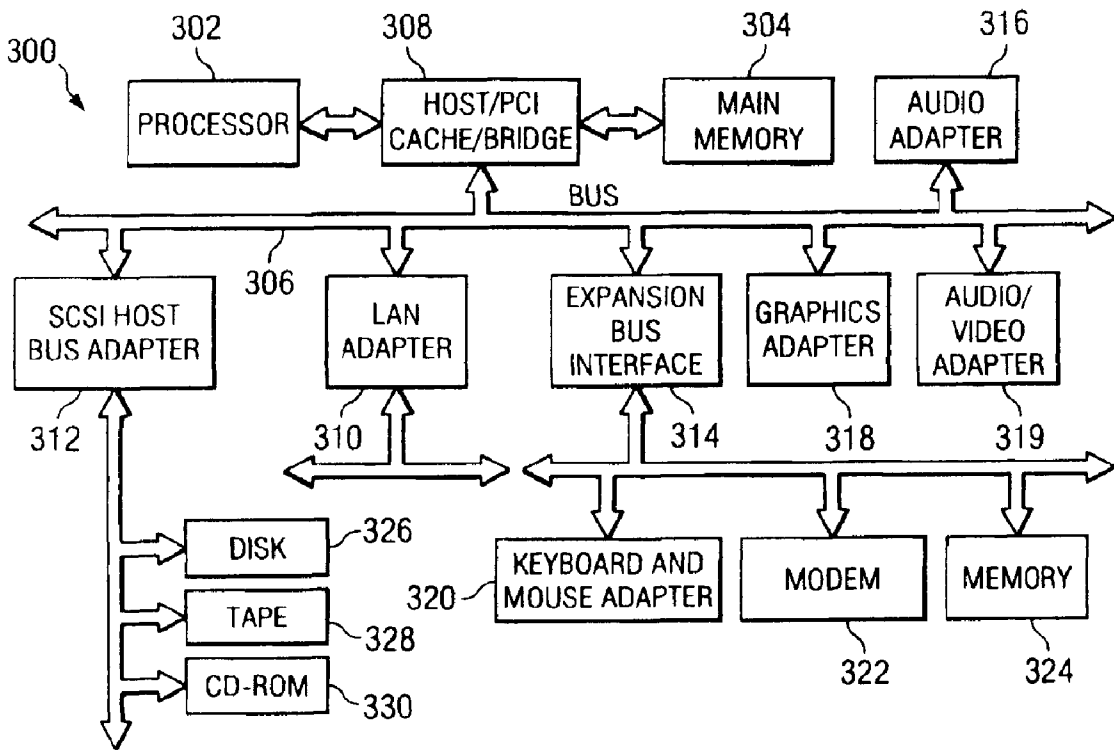 300
302
308
304
316
PROCESSOR
HOST/PCI
CACHE/BRIDGE
MAIN
MEMORY
AUDIO
ADAPTER
BUS
306
SCSI HOST
BUS ADAPTER
LAN
ADAPTER
EXPANSION
BUS
INTERFACE
GRAPHICS
ADAPTER
AUDIO/
VIDEO
ADAPTER
312
310
314
318
319
DISK
326
TAPE
328
CD-ROM
330
320
KEYBOARD AND
MOUSE ADAPTER
MODEM
MEMORY
322
324